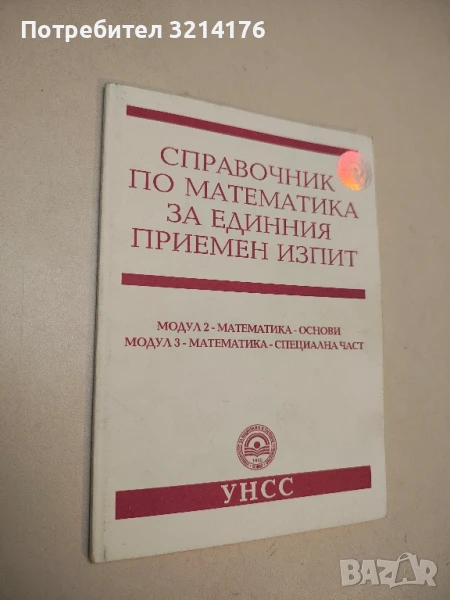 Потребител 3214176
СПРАВОЧНИК
ПО МАТЕМАТИКА
ЗА ЕДИННИЯ
ПРИЕМЕН ИЗПИТ
МОДУЛ 2 - МАТЕМАТИКА - ОСНОВИ
МОДУЛ 3 - МАТЕМАТИКА - СПЕЦИАЛНА ЧАСТ
УНСС
BAZAR